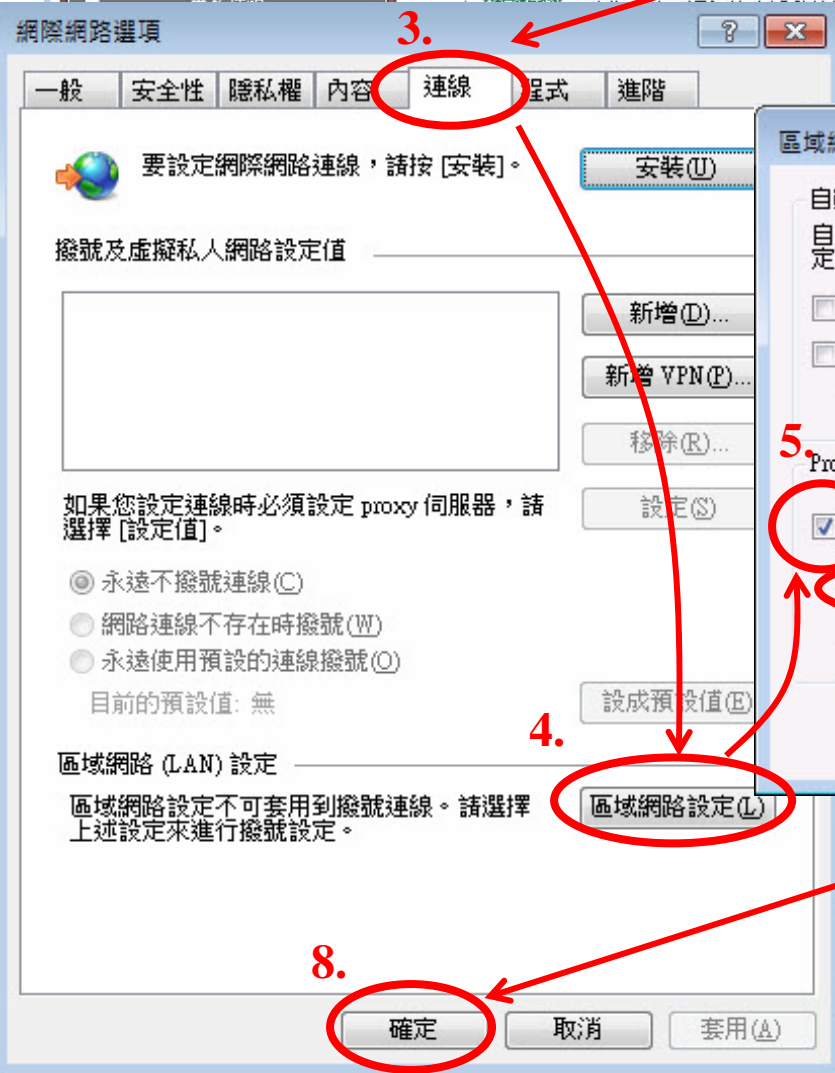 網際網路選項
3.
一般
安全性
隱私權
內容
連線
程式
進階
要設定網際網路連線，請按 [安裝]。
安裝(U)
撥號及虛擬私人網路設定值
新增(D)...
新增 VPN(P)...
移除(R)...
如果您設定連線時必須設定 proxy 伺服器，請
選擇 [設定值]。
設定(S)
永遠不撥號連線(C)
網路連線不存在時撥號(W)
永遠使用預設的連線撥號(O)
目前的預設值: 無
設成預設值(E)
4.
區域網路 (LAN) 設定
區域網路設定不可套用到撥號連線。請選擇
上述設定來進行撥號設定。
區域網路設定(L)
8.
確定
取消
套用(A)
區域
自
定
5.
Pro